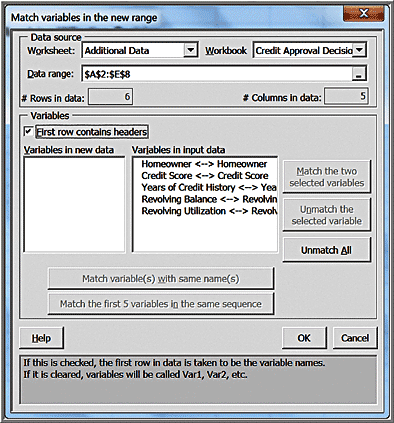 Match variables in the new range
Data source
Worksheet: Additional Data Workbook Credit Approval Decisio
Data range: $A$2:$E$8 ...
# Rows in data: 6 # Columns in data: 5
Variables
First row contains headers
Variables in new data Variables in input data
Homeowner <--> Homeowner
Credit Score <--> Credit Score
Years of Credit History <--> Yea
Revolving Balance <--> Revolvin
Revolving Utilization <--> Revolv
Match the two
selected variables
Unmatch the
selected variable
Unmatch All
Match variable(s) with same name(s)
Match the first 5 variables in the same sequence
Help OK Cancel
If this is checked, the first row in data is taken to be the variable names.
If it is cleared, variables will be called Var1, Var2, etc.